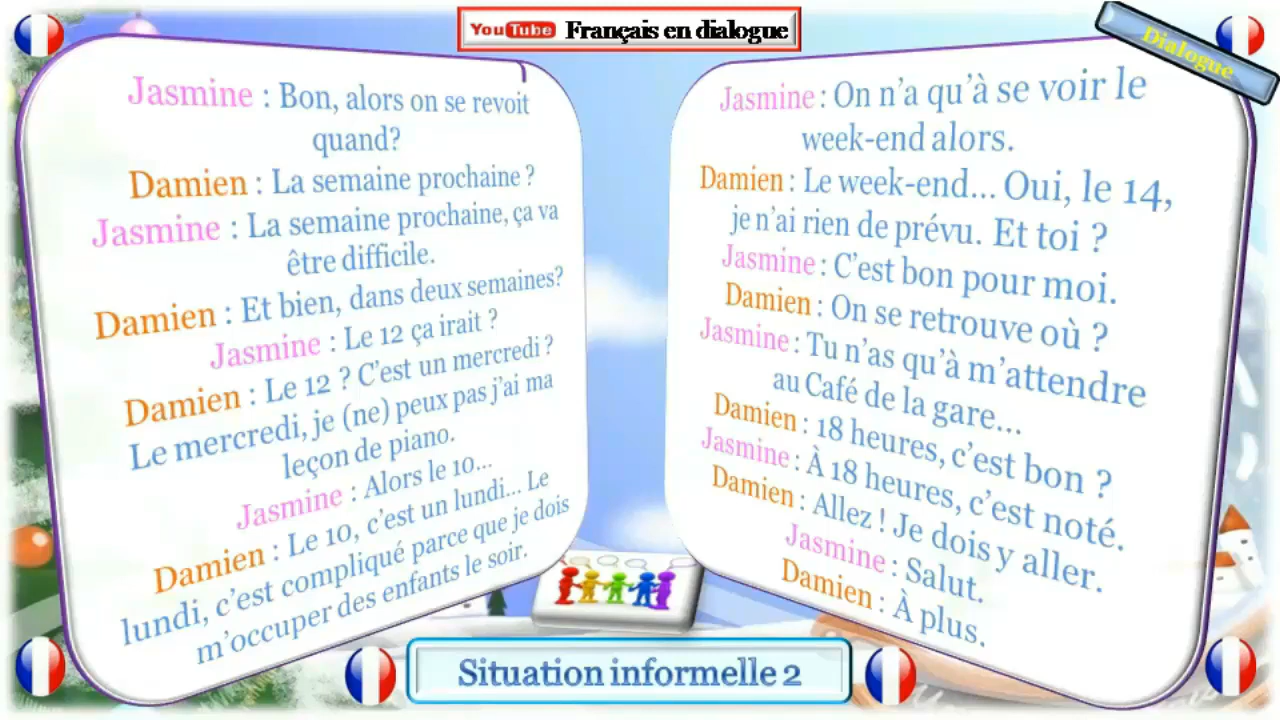 YouTube Français en dialogue
Dialogue
Jasmine : Bon, alors on se revoit
quand?
Damien : La semaine prochaine ?
Jasmine : La semaine prochaine, ça va
être difficile.
Damien : Et bien, dans deux semaines?
Jasmine : Le 12 ça irait ?
Damien : Le 12 ? C'est un mercredi ?
Le mercredi, je (ne) peux pas j'ai ma
leçon de piano.
Jasmine : Alors le 10...
Damien : Le 10, c'est un lundi... Le
lundi, c'est compliqué parce que je dois
m'occuper des enfants le soir.
Jasmine : On n'a qu'à se voir le
week-end alors.
Damien : Le week-end... Oui, le 14,
je n'ai rien de prévu. Et toi ?
Jasmine : C'est bon pour moi.
Damien : On se retrouve où ?
Jasmine : Tu n'as qu'à m'attendre
au Café de la gare...
Damien : 18 heures, c'est bon ?
Jasmine : À 18 heures, c'est noté.
Damien : Allez ! Je dois y aller.
Jasmine : Salut.
Damien : À plus.
Situation informelle 2